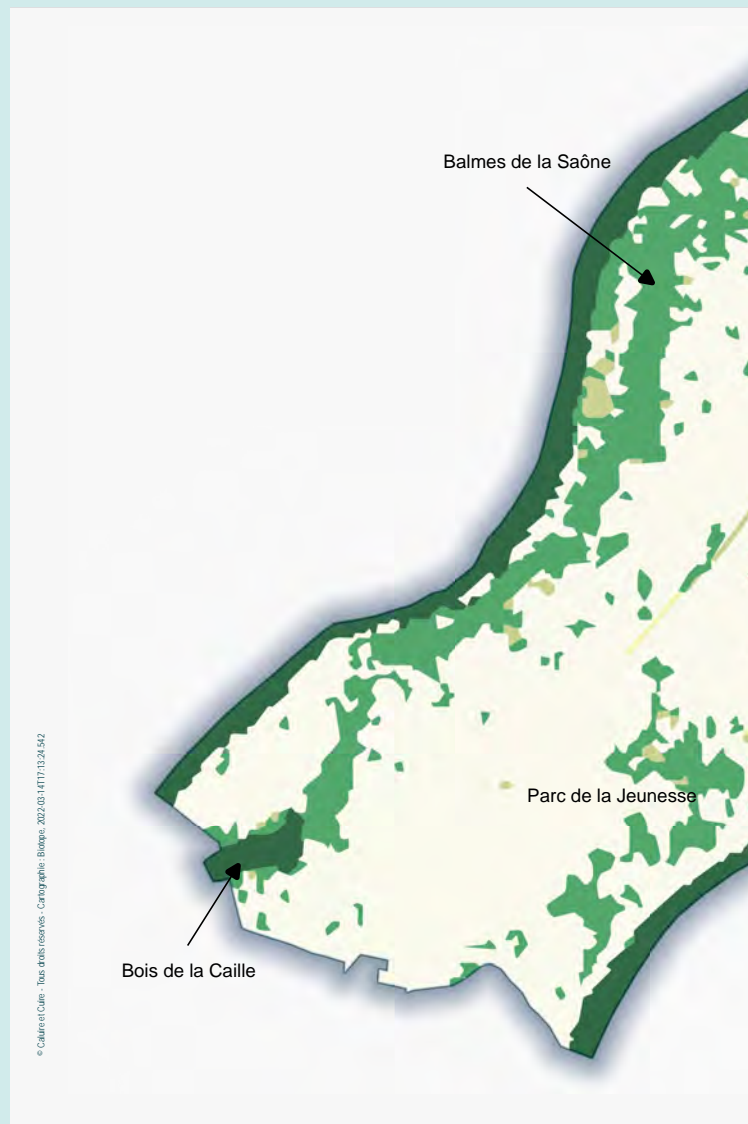 Balmes de la Saône
Parc de la Jeunesse
Bois de la Caille
© Caluire et Cuire - Tous droits réservés - Cartographie : Biotope, 2022-03-14T17:13:24.542